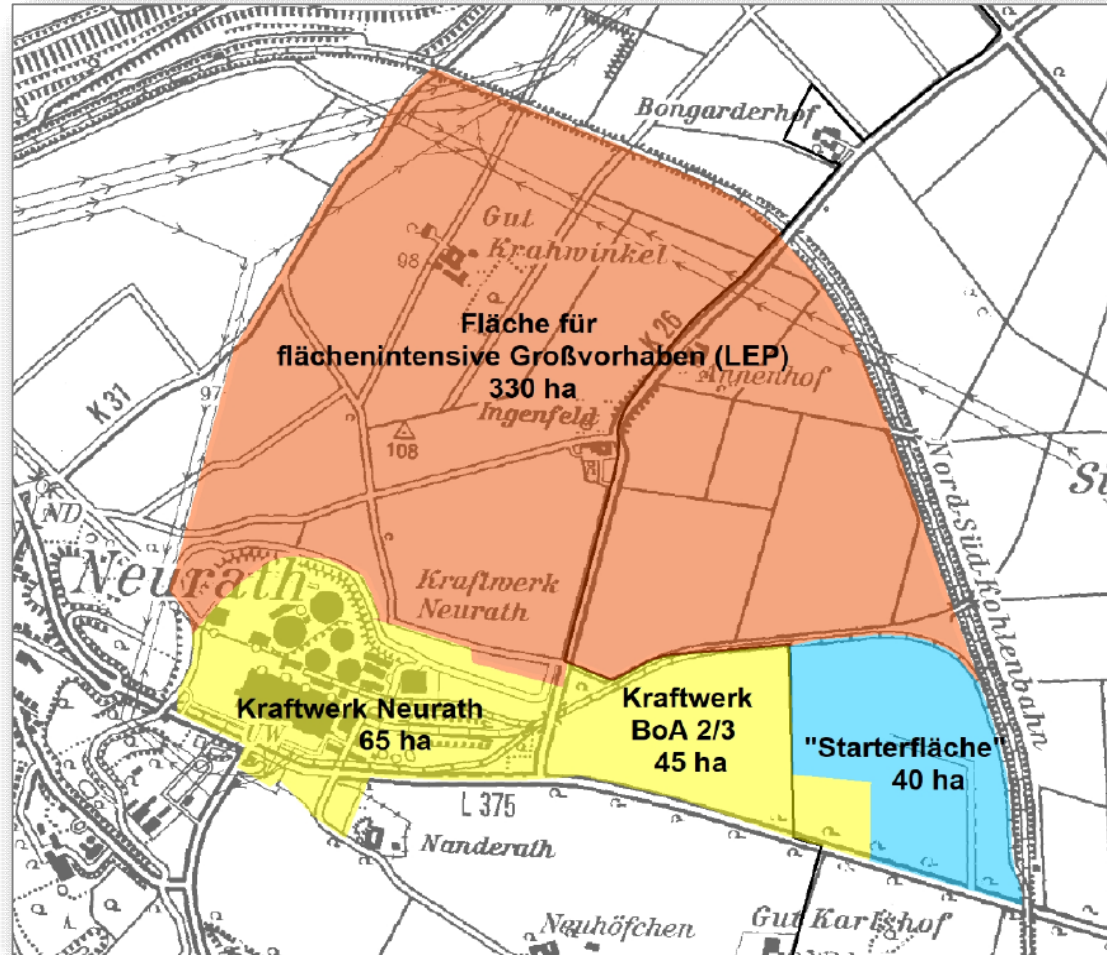 Bongarderhof
Gut
Krahwinkel
98
Fläche für
flächenintensive Großvorhaben (LEP)
330 ha
K 26
Annenhof
K 31
97
Ingenfeld
108
Nord-Süd-Kohlenbahn
ND
Neurath
Kraftwerk
Neurath
Kraftwerk Neurath
65 ha
UW
Kraftwerk
BoA 2/3
45 ha
"Starterfläche"
40 ha
L 375
Nanderath
Neuhöfchen
Gut Karlshof